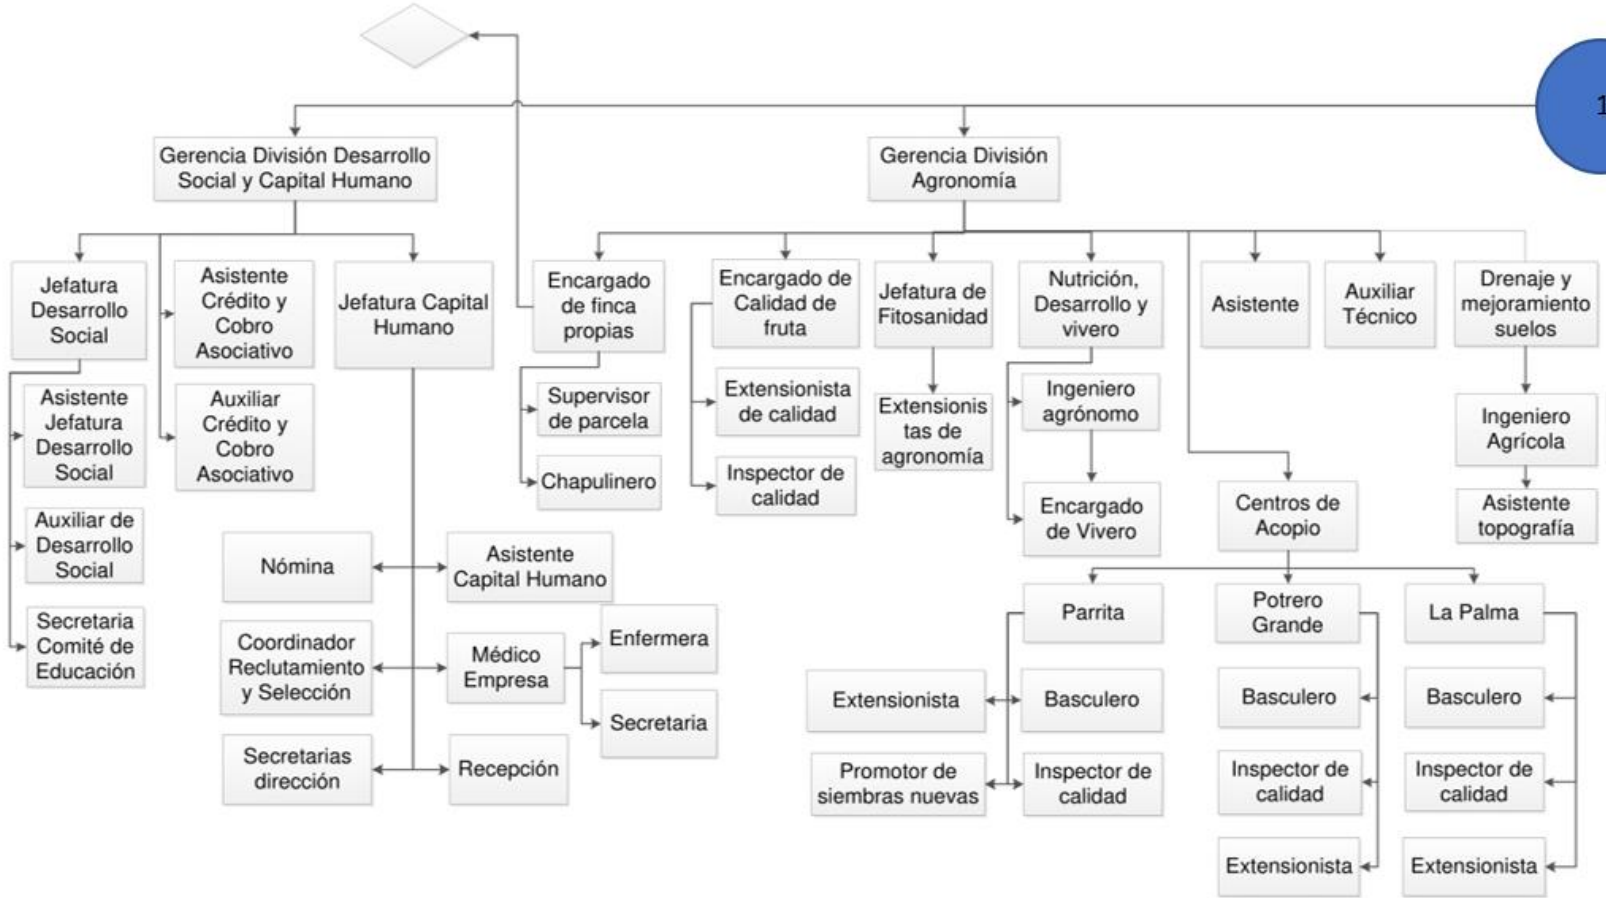 1
Gerencia División Desarrollo
Social y Capital Humano
Gerencia División
Agronomía
Jefatura
Desarrollo
Social
Asistente
Crédito y
Cobro
Asociativo
Jefatura Capital
Humano
Encargado
de finca
propias
Encargado de
Calidad de
fruta
Jefatura de
Fitosanidad
Nutrición,
Desarrollo y
vivero
Asistente
Auxiliar
Técnico
Drenaje y
mejoramiento
suelos
Asistente
Jefatura
Desarrollo
Social
Auxiliar
Crédito y
Cobro
Asociativo
Supervisor
de parcela
Extensionista
de calidad
Extensionis
tas de
agronomía
Ingeniero
agrónomo
Ingeniero
Agrícola
Chapulinero
Inspector de
calidad
Encargado
de Vivero
Centros de
Acopio
Asistente
topografía
Auxiliar de
Desarrollo
Social
Nómina
Asistente
Capital Humano
Secretaria
Comité de
Educación
Coordinador
Reclutamiento
y Selección
Médico
Empresa
Enfermera
Secretaria
Secretarias
dirección
Recepción
Parrita
Potrero
Grande
La Palma
Extensionista
Basculero
Basculero
Basculero
Promotor de
siembras nuevas
Inspector de
calidad
Inspector de
calidad
Inspector de
calidad
Extensionista
Extensionista